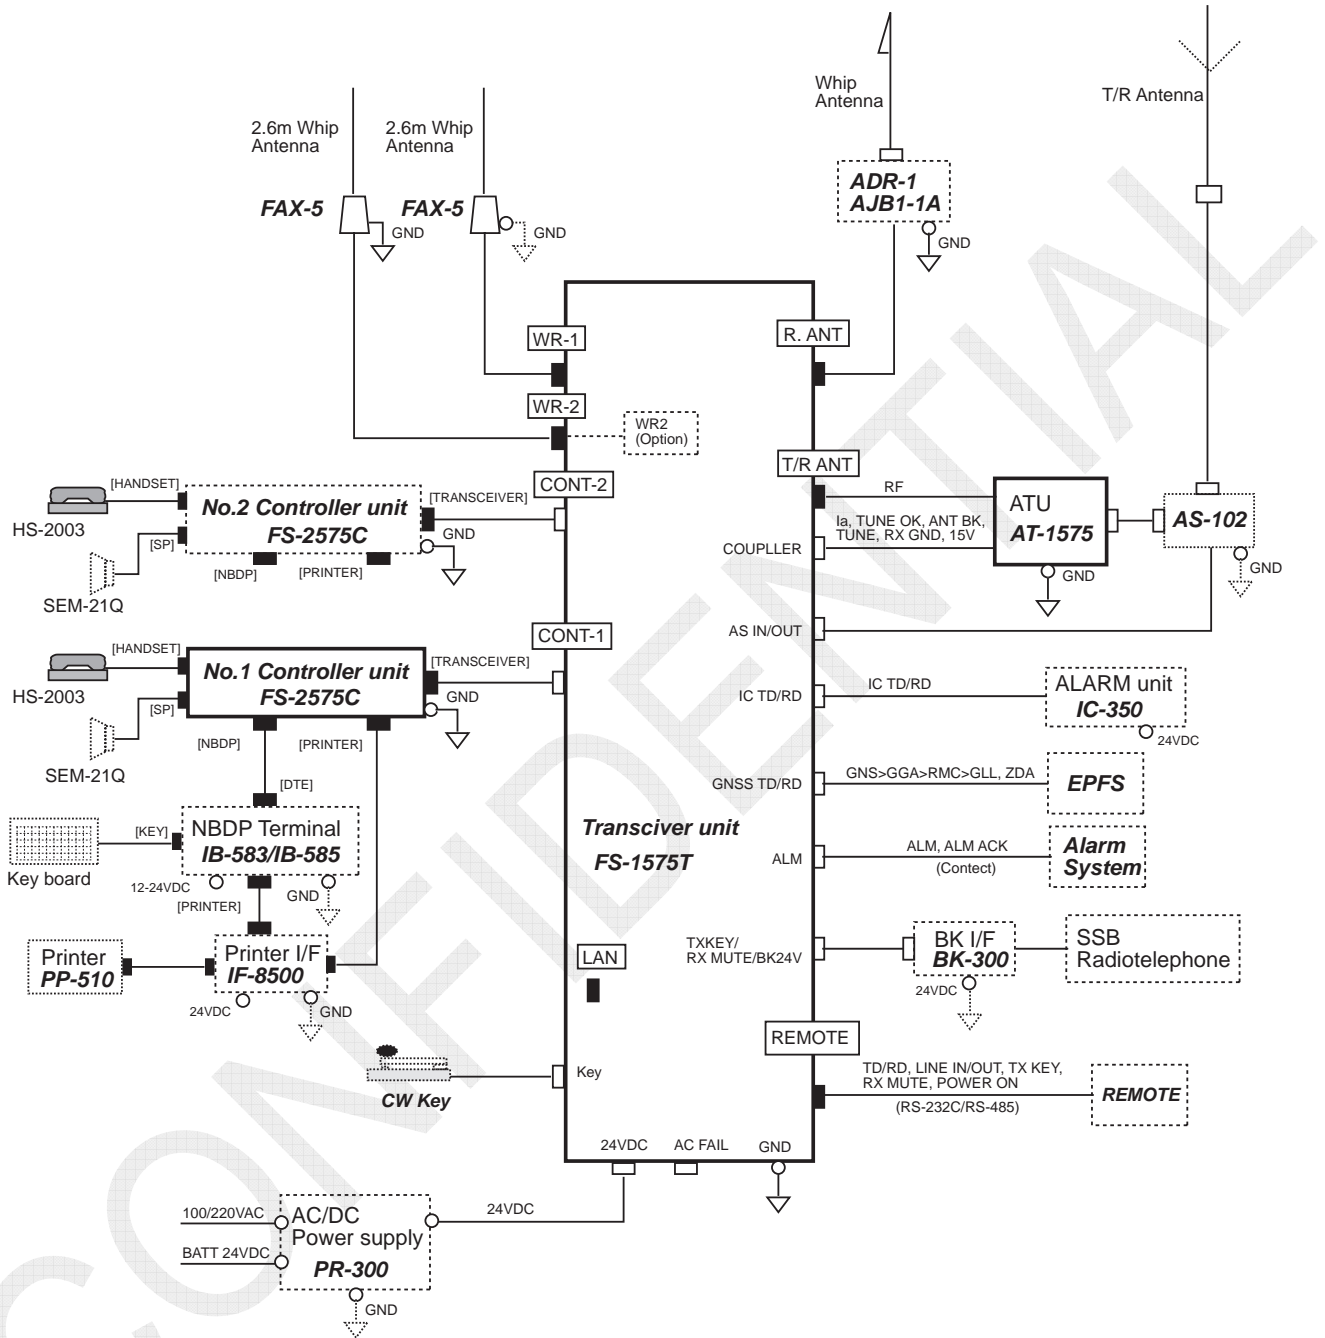 Whip
Antenna
T/R Antenna
2.6m Whip
Antenna
2.6m Whip
Antenna
FAX-5
FAX-5
GND
GND
ADR-1
AJB1-1A
GND
WR-1
R. ANT
WR-2
WR2
(Option)
T/R ANT
CONT-2
[HANDSET]
HS-2003
[SP]
SEM-21Q
No.2 Controller unit
FS-2575C
[TRANSCEIVER]
GND
[NBDP]
[PRINTER]
RF
Ia, TUNE OK, ANT BK,
TUNE, RX GND, 15V
COUPLLER
ATU
AT-1575
GND
AS-102
GND
CONT-1
AS IN/OUT
[HANDSET]
HS-2003
[SP]
SEM-21Q
No.1 Controller unit
FS-2575C
[TRANSCEIVER]
GND
[NBDP]
[PRINTER]
IC TD/RD
IC TD/RD
ALARM unit
IC-350
24VDC
[DTE]
GNSS TD/RD
GNS>GGA>RMC>GLL, ZDA
EPFS
Transciver unit
FS-1575T
[KEY]
Key board
NBDP Terminal
IB-583/IB-585
12-24VDC
GND
[PRINTER]
ALM
ALM, ALM ACK
(Contect)
Alarm
System
Printer
PP-510
Printer I/F
IF-8500
24VDC
GND
LAN
TXKEY/
RX MUTE/BK24V
BK I/F
BK-300
24VDC
SSB
Radiotelephone
REMOTE
CW Key
Key
TD/RD, LINE IN/OUT, TX KEY,
RX MUTE, POWER ON
(RS-232C/RS-485)
REMOTE
24VDC
AC FAIL
GND
100/220VAC
BATT 24VDC
AC/DC
Power supply
PR-300
24VDC
GND
CONFIDENTIAL